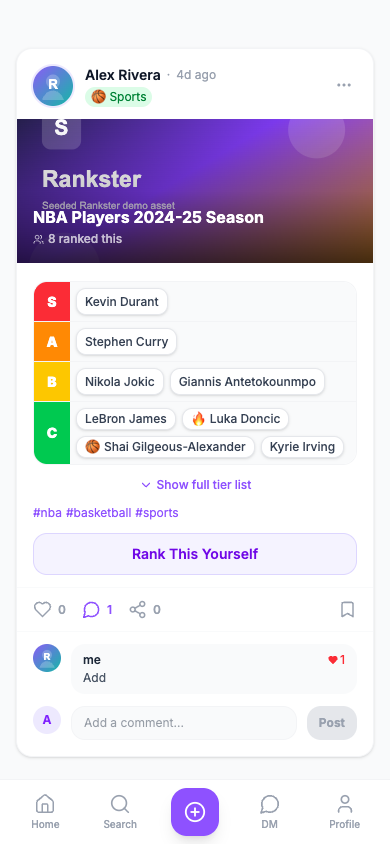 R
Alex Rivera · 4d ago
🏀 Sports
S
Rankster
Seeded Rankster demo asset
NBA Players 2024-25 Season
8 ranked this
S
Kevin Durant
A
Stephen Curry
B
Nikola Jokic
Giannis Antetokounmpo
C
LeBron James
🔥 Luka Doncic
🏀 Shai Gilgeous-Alexander
Kyrie Irving
Show full tier list
#nba #basketball #sports
Rank This Yourself
0
1
0
R
me
1
Add
A
Add a comment...
Post
Home
Search
DM
Profile